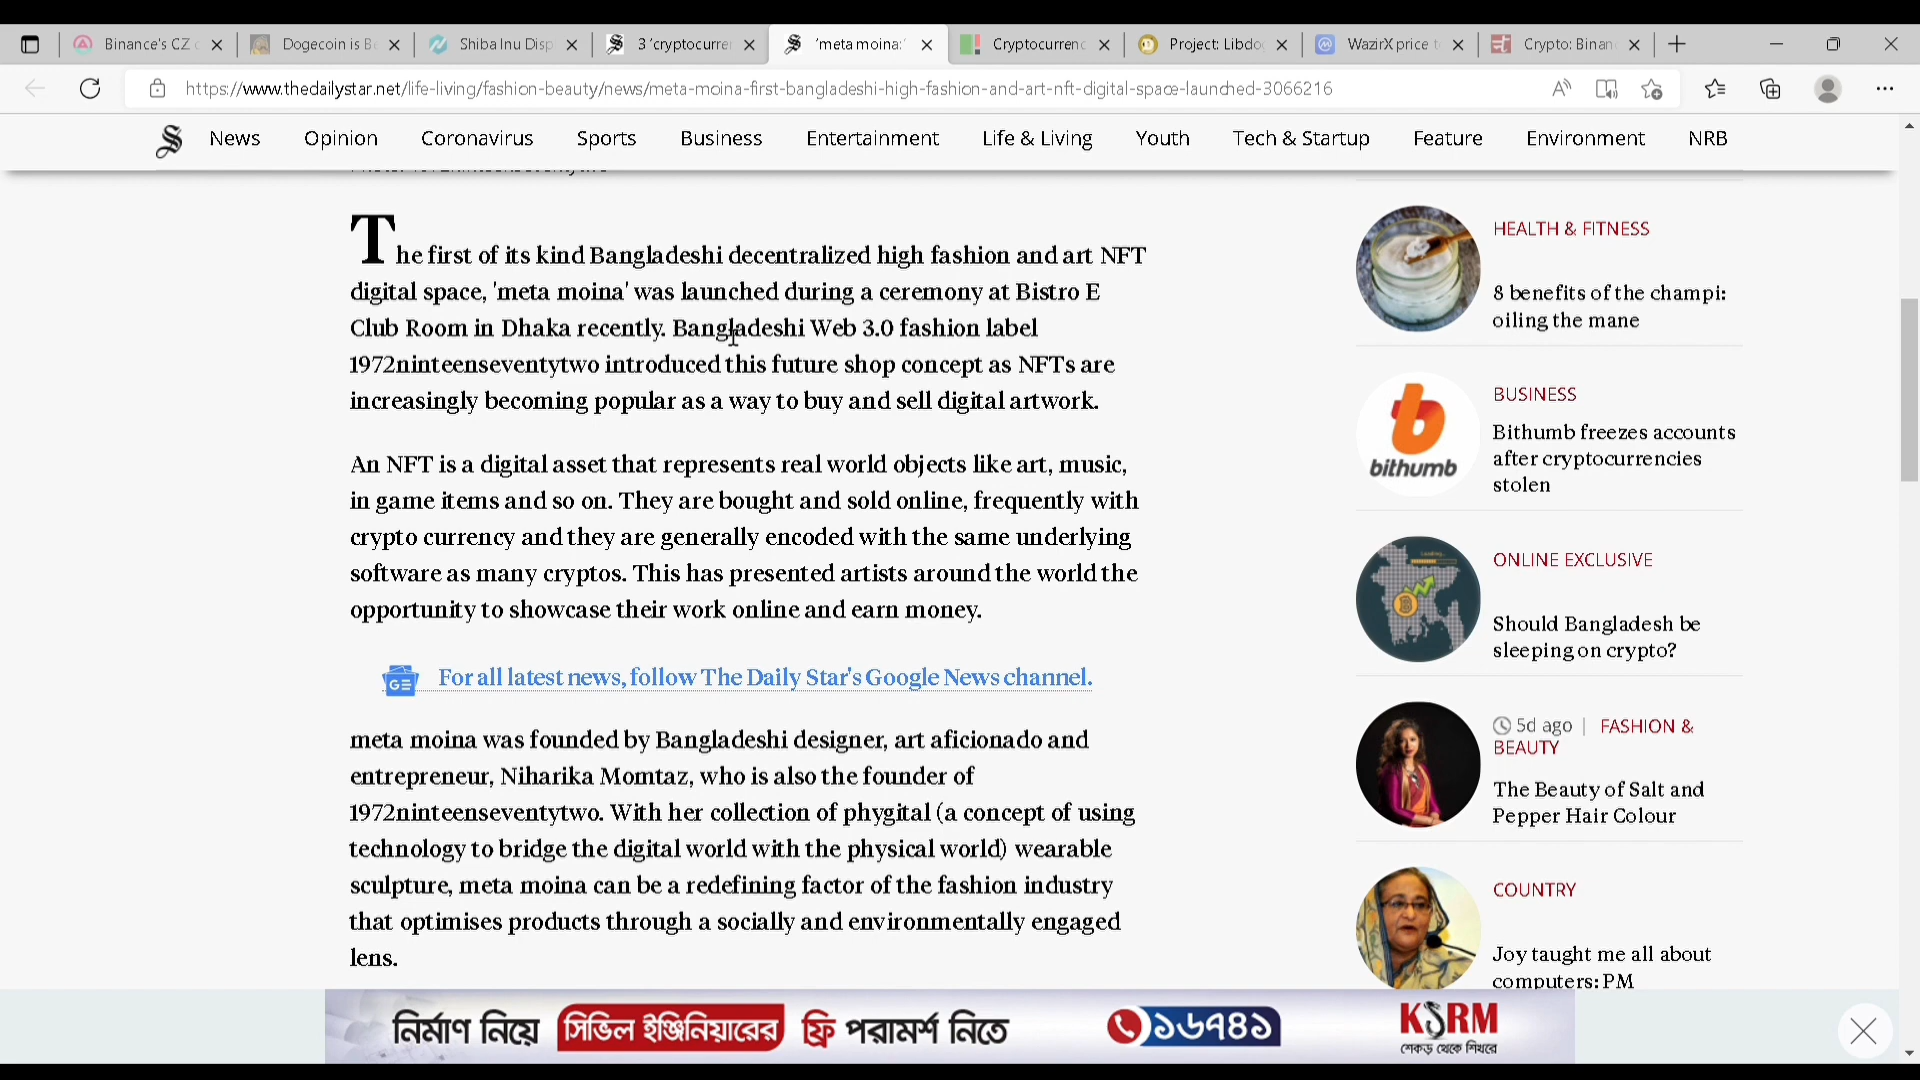 Binance's CZ c
Dogecoin is Be
Shiba Inu Disp
3 'cryptocurren
'meta moina:'
Cryptocurrenc
Project: Libdo
WazirX price t
Crypto: Binan
https://www.thedailystar.net/life-living/fashion-beauty/news/meta-moina-first-bangladeshi-high-fashion-and-art-nft-digital-space-launched-3066216
News
Opinion
Coronavirus
Sports
Business
Entertainment
Life & Living
Youth
Tech & Startup
Feature
Environment
NRB
The first of its kind Bangladeshi decentralized high fashion and art NFT
digital space, 'meta moina' was launched during a ceremony at Bistro E
Club Room in Dhaka recently. Bangladeshi Web 3.0 fashion label
1972ninteenseventytwo introduced this future shop concept as NFTs are
increasingly becoming popular as a way to buy and sell digital artwork.
An NFT is a digital asset that represents real world objects like art, music,
in game items and so on. They are bought and sold online, frequently with
crypto currency and they are generally encoded with the same underlying
software as many cryptos. This has presented artists around the world the
opportunity to showcase their work online and earn money.
GE
For all latest news, follow The Daily Star's Google News channel.
meta moina was founded by Bangladeshi designer, art aficionado and
entrepreneur, Niharika Momtaz, who is also the founder of
1972ninteenseventytwo. With her collection of phygital (a concept of using
technology to bridge the digital world with the physical world) wearable
sculpture, meta moina can be a redefining factor of the fashion industry
that optimises products through a socially and environmentally engaged
lens.
HEALTH & FITNESS
8 benefits of the champi:
oiling the mane
bithumb
BUSINESS
Bithumb freezes accounts
after cryptocurrencies
stolen
ONLINE EXCLUSIVE
Should Bangladesh be
sleeping on crypto?
5d ago | FASHION &
BEAUTY
The Beauty of Salt and
Pepper Hair Colour
COUNTRY
Joy taught me all about
computers: PM
নির্মাণ নিয়ে সিভিল ইঞ্জিনিয়ারের ফ্রি পরামর্শ নিতে
১৬৭৪১
KSRM
শেকড় থেকে শিখরে